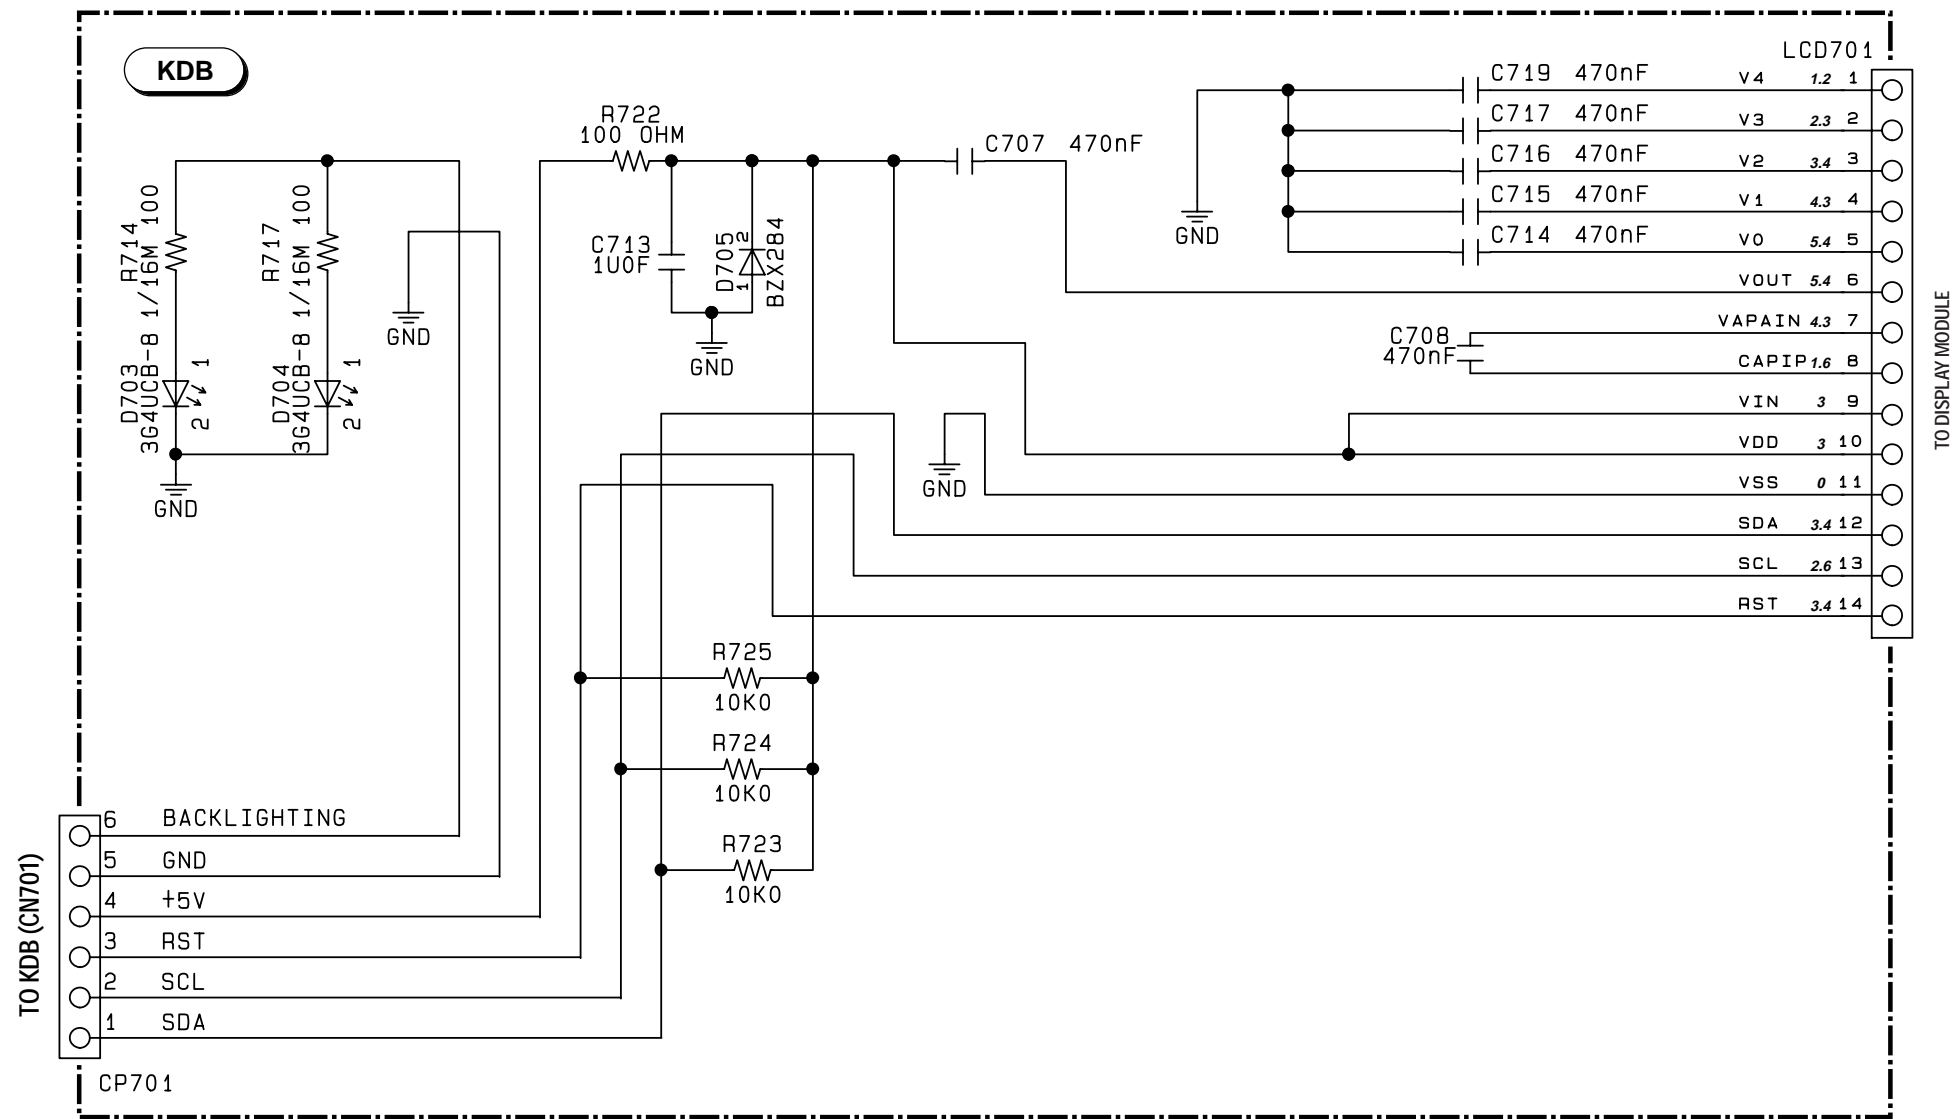 KDB
LCD701
C719 470nF V4 1.2 1
C717 470nF V3 2.3 2
C716 470nF V2 3.4 3
C715 470nF V1 4.3 4
C714 470nF V0 5.4 5
GND
VOUT 5.4 6
VAPAIN 4.3 7
C708
470nF
CAPIP 1.6 8
VIN 3 9
VDD 3 10
VSS 0 11
SDA 3.4 12
SCL 2.6 13
RST 3.4 14
TO DISPLAY MODULE
R722
100 OHM
C707 470nF
C713
1U0F
D705
2
1
BZX284
GND
R714
1/16M 100
R717
1/16M 100
D703
3G4UCB-8
1
2
D704
3G4UCB-8
1
2
GND
GND
GND
R725
10K0
R724
10K0
R723
10K0
6 BACKLIGHTING
5 GND
4 +5V
3 RST
2 SCL
1 SDA
CP701
TO KDB (CN701)